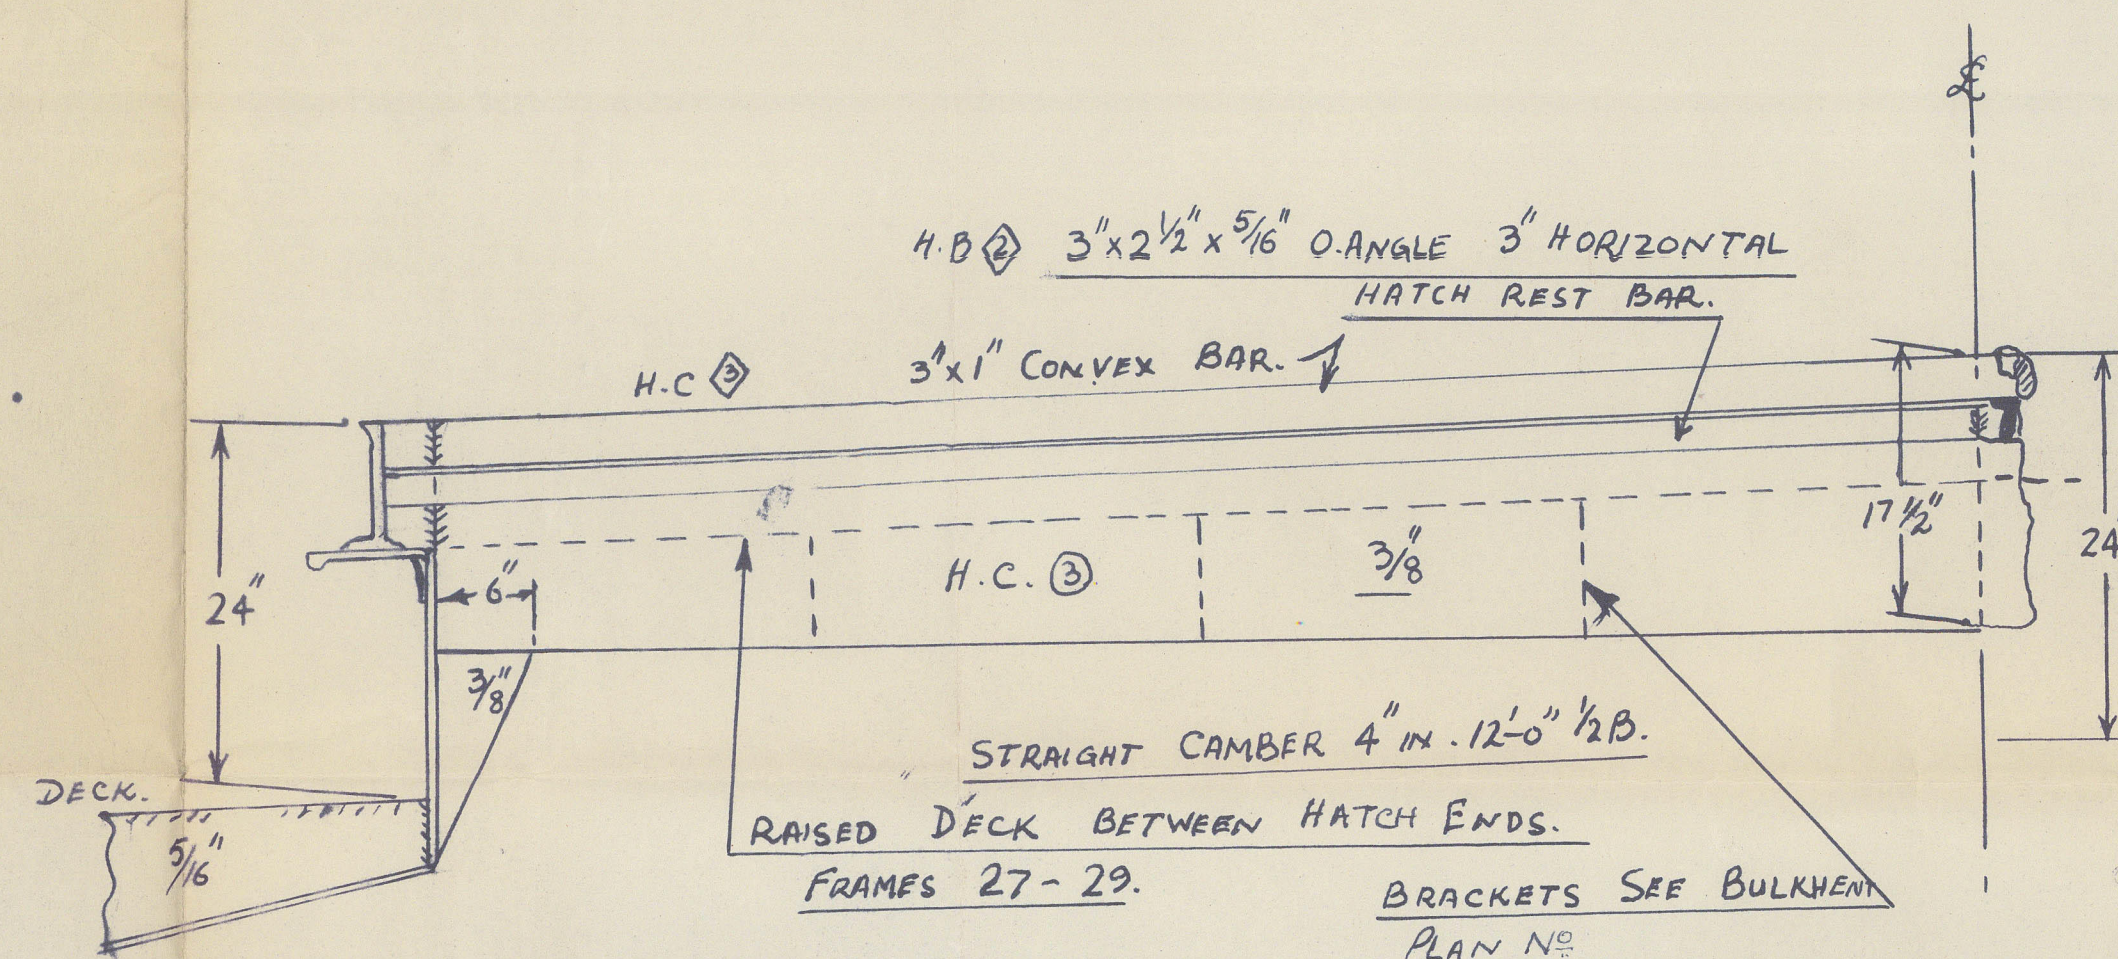 ℄
H.B ② 3"x2½"x5/16" O.ANGLE 3" HORIZONTAL
HATCH REST BAR.
H.C ③ 3"x1" CONVEX BAR.
17½"
24
24"
6"
H.C. ③
3/8"
3/8"
STRAIGHT CAMBER 4" IN. 12'-0" ½B.
DECK.
5/16"
RAISED DECK BETWEEN HATCH ENDS.
FRAMES 27-29.
BRACKETS SEE BULKHE
PLAN Nº